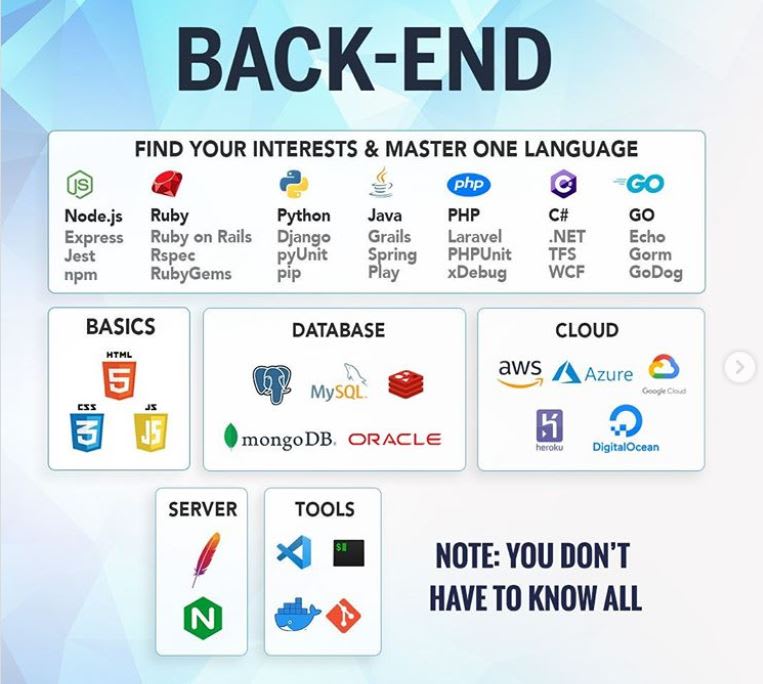 BACK-END
FIND YOUR INTERESTS & MASTER ONE LANGUAGE
JS
php
C#
GO
Node.js Ruby Python Java PHP C# GO
Express Ruby on Rails Django Grails Laravel .NET Echo
Jest Rspec pyUnit Spring PHPUnit TFS Gorm
npm RubyGems pip Play xDebug WCF GoDog
BASICS
HTML
5
CSS
3
JS
JS
DATABASE
MySQL
mongoDB
ORACLE
CLOUD
aws
Azure
Google Cloud
heroku
DigitalOcean
SERVER
N
TOOLS
NOTE: YOU DON'T
HAVE TO KNOW ALL